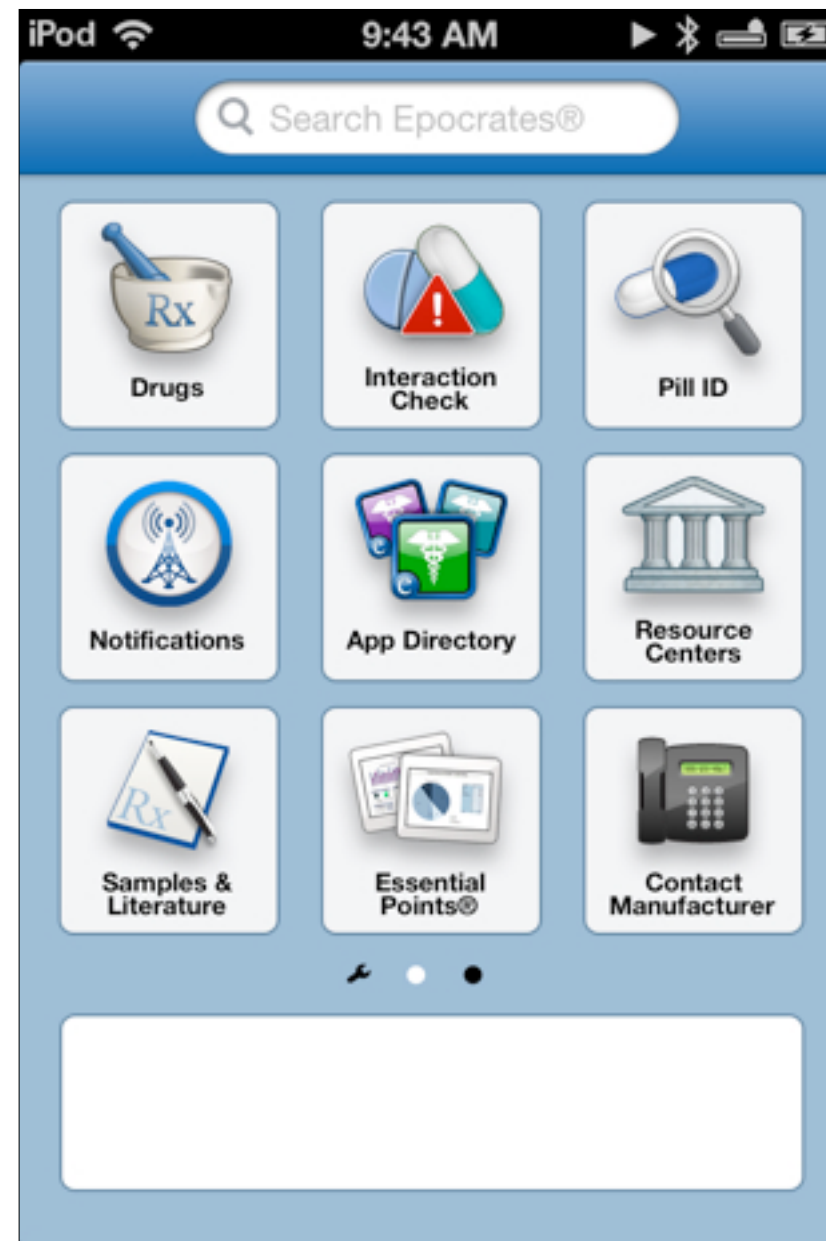 iPod 9:43 AM
Search Epocrates®
Rx
Drugs
Interaction
Check
Pill ID
Notifications
App Directory
Resource
Centers
Rx
Samples &
Literature
Essential
Points®
Contact
Manufacturer